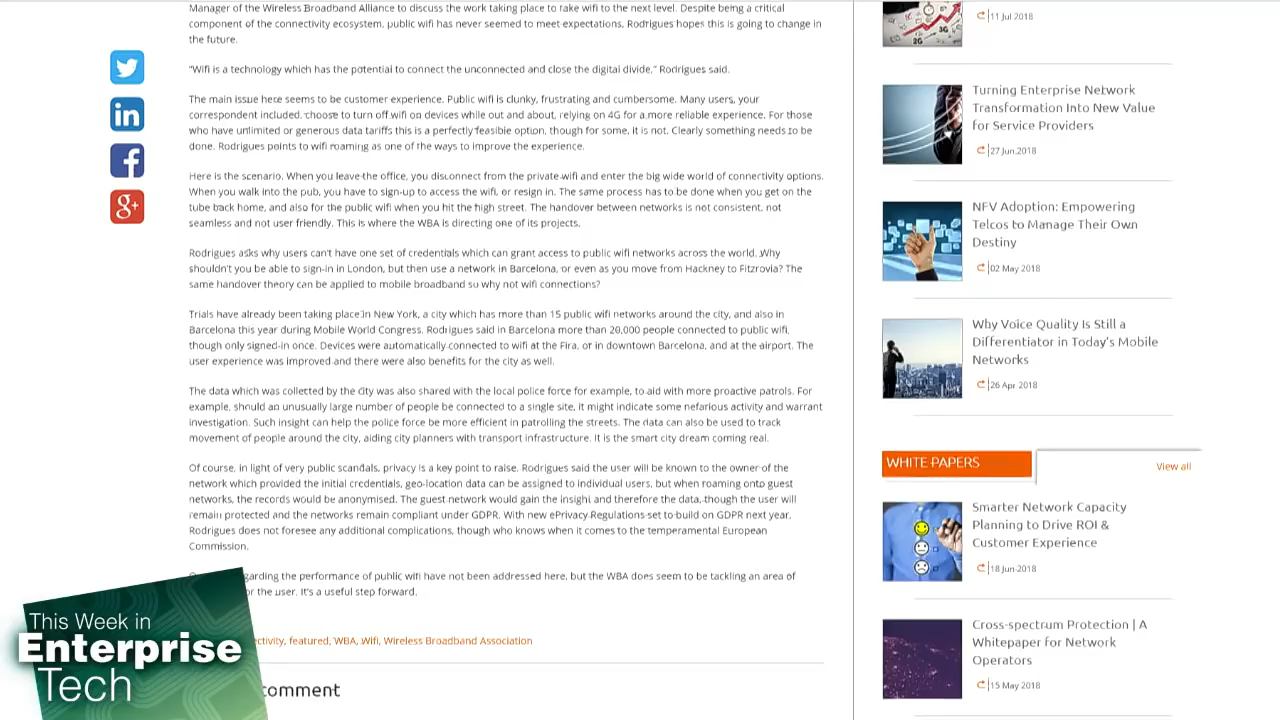 Manager of the Wireless Broadband Alliance to discuss the work taking place to take wifi to the next level. Despite being a critical
component of the connectivity ecosystem, public wifi has never seemed to meet expectations, Rodrigues hopes this is going to change in
the future.
"Wifi is a technology which has the potential to connect the unconnected and close the digital divide," Rodrigues said.
The main issue here seems to be customer experience. Public wifi is clunky, frustrating and cumbersome. Many users, your
correspondent included, choose to turn off wifi on devices while out and about, relying on 4G for a more reliable experience. For those
who have unlimited or generous data tariffs this is a perfectly feasible option, though for some, it is not. Clearly something needs to be
done. Rodrigues points to wifi roaming as one of the ways to improve the experience.
Here is the scenario. When you leave the office, you disconnect from the private wifi and enter the big wide world of connectivity options.
When you walk into the pub, you have to sign-up to access the wifi, or resign in. The same process has to be done when you get on the
tube back home, and also for the public wifi when you hit the high street. The handover between networks is not consistent, not
seamless and not user friendly. This is where the WBA is directing one of its projects.
Rodrigues asks why users can't have one set of credentials which can grant access to public wifi networks across the world. Why
shouldn't you be able to sign-in in London, but then use a network in Barcelona, or even as you move from Hackney to Fitzrovia? The
same handover theory can be applied to mobile broadband so why not wifi connections?
Trials have already been taking place in New York, a city which has more than 15 public wifi networks around the city, and also in
Barcelona this year during Mobile World Congress. Rodrigues said in Barcelona more than 20,000 people connected to public wifi,
though only signed-in once. Devices were automatically connected to wifi at the Fira, or in downtown Barcelona, and at the airport. The
user experience was improved and there were also benefits for the city as well.
The data which was collected by the city was also shared with the local police force for example, to aid with more proactive patrols. For
example, should an unusually large number of people be connected to a single site, it might indicate some nefarious activity and warrant
investigation. Such insight can help the police force be more efficient in patrolling the streets. The data can also be used to track
movement of people around the city, aiding city planners with transport infrastructure. It is the smart city dream coming real.
Of course, in light of very public scandals, privacy is a key point to raise. Rodrigues said the user will be known to the owner of the
network which provided the initial credentials, geo-location data can be assigned to individual users, but when roaming onto guest
networks, the records would be anonymised. The guest network would gain the insight and therefore the data, though the user will
remain protected and the networks remain compliant under GDPR. With new ePrivacy Regulations set to build on GDPR next year,
Rodrigues does not foresee any additional complications, though who knows when it comes to the temperamental European
Commission.
garding the performance of public wifi have not been addressed here, but the WBA does seem to be tackling an area of
or the user. It's a useful step forward.
ectivity, featured, WBA, Wifi, Wireless Broadband Association
comment
This Week in
Enterprise
Tech
11 Jul 2018
Turning Enterprise Network
Transformation Into New Value
for Service Providers
27 Jun 2018
NFV Adoption: Empowering
Telcos to Manage Their Own
Destiny
02 May 2018
Why Voice Quality Is Still a
Differentiator in Today's Mobile
Networks
26 Apr 2018
WHITE PAPERS
View all
Smarter Network Capacity
Planning to Drive ROI &
Customer Experience
18 Jun 2018
Cross-spectrum Protection | A
Whitepaper for Network
Operators
15 May 2018